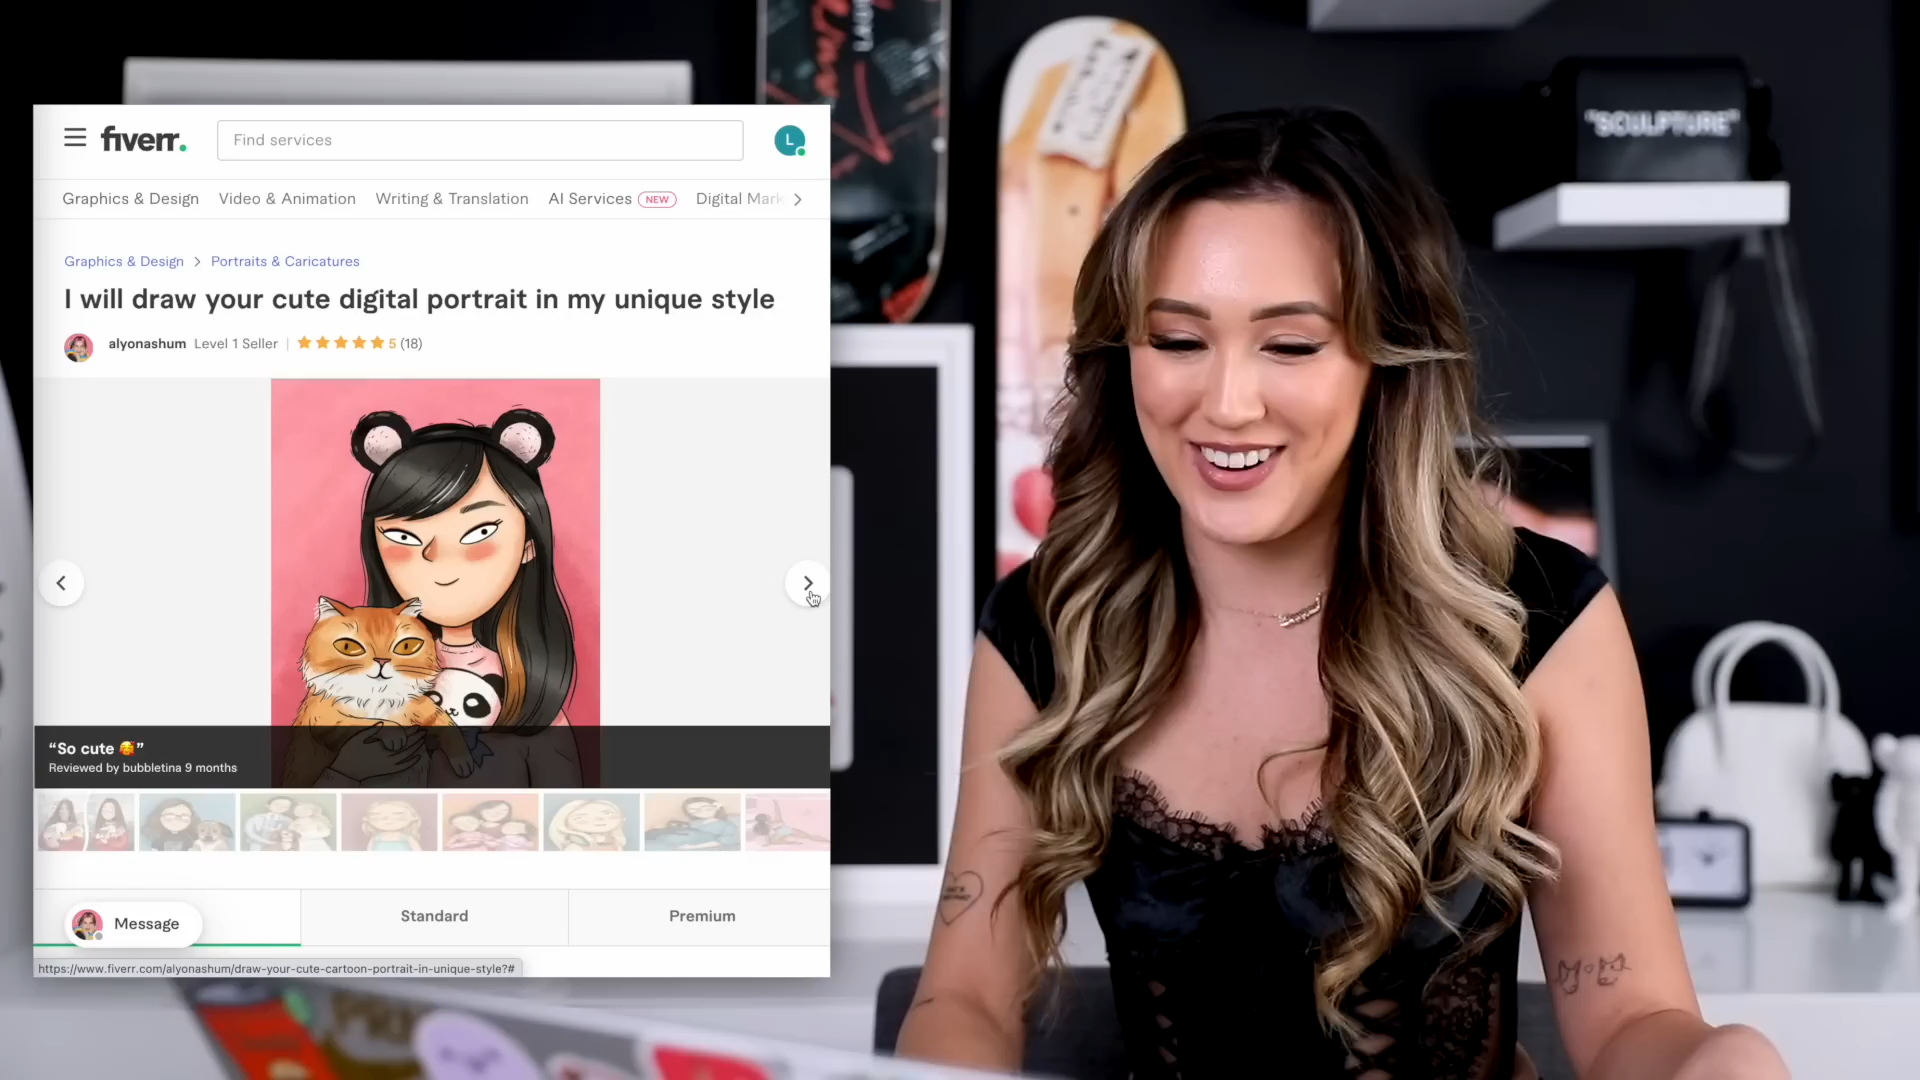 fiverr.
Find services
L
Graphics & Design
Video & Animation
Writing & Translation
AI Services
NEW
Digital Mark
Graphics & Design > Portraits & Caricatures
I will draw your cute digital portrait in my unique style
alyonashum Level 1 Seller | 5 (18)
“So cute 🥰”
Reviewed by bubbletina 9 months
Message
Standard
Premium
https://www.fiverr.com/alyonashum/draw-your-cute-cartoon-portrait-in-unique-style?#
"SCULPTURE"